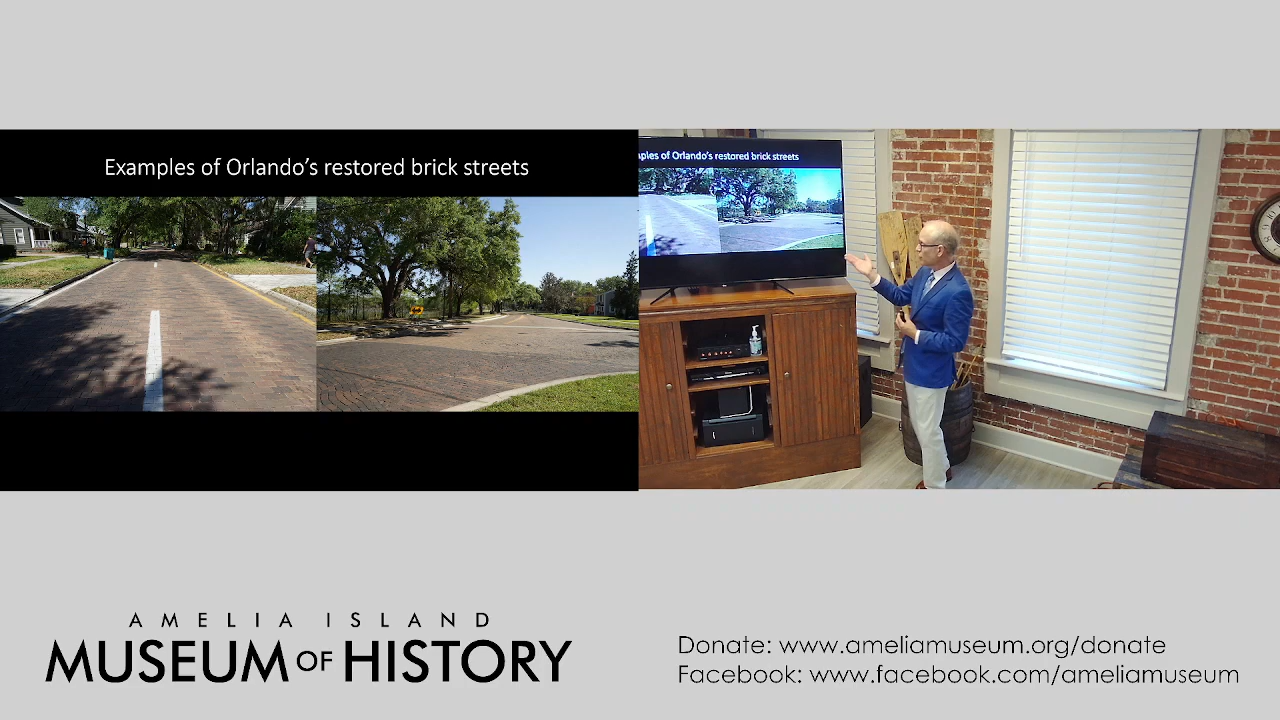 Examples of Orlando's restored brick streets
ples of Orlando's restored brick streets
AMELIA ISLAND
MUSEUM OF HISTORY
Donate: www.ameliamuseum.org/donate
Facebook: www.facebook.com/ameliamuseum